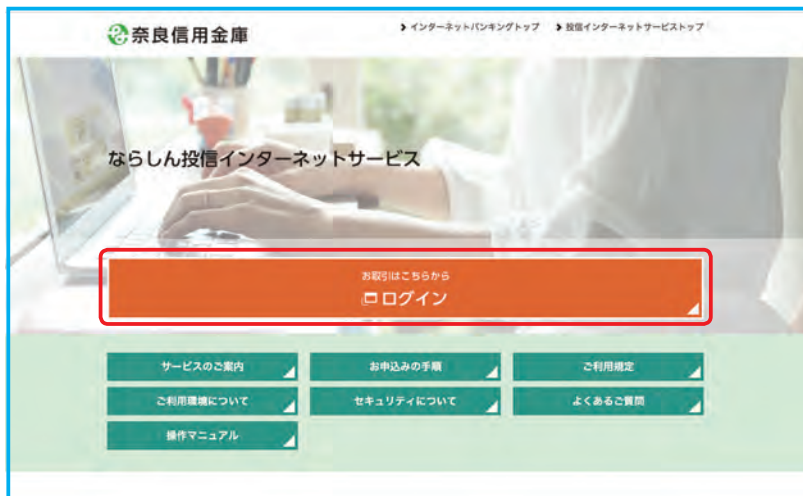 奈良信用金庫
インターネットバンキングトップ 投信インターネットサービストップ
ならしん投信インターネットサービス
お取引はこちらから
ログイン
サービスのご案内 お申込みの手順 ご利用規定
ご利用環境について セキュリティについて よくあるご質問
操作マニュアル